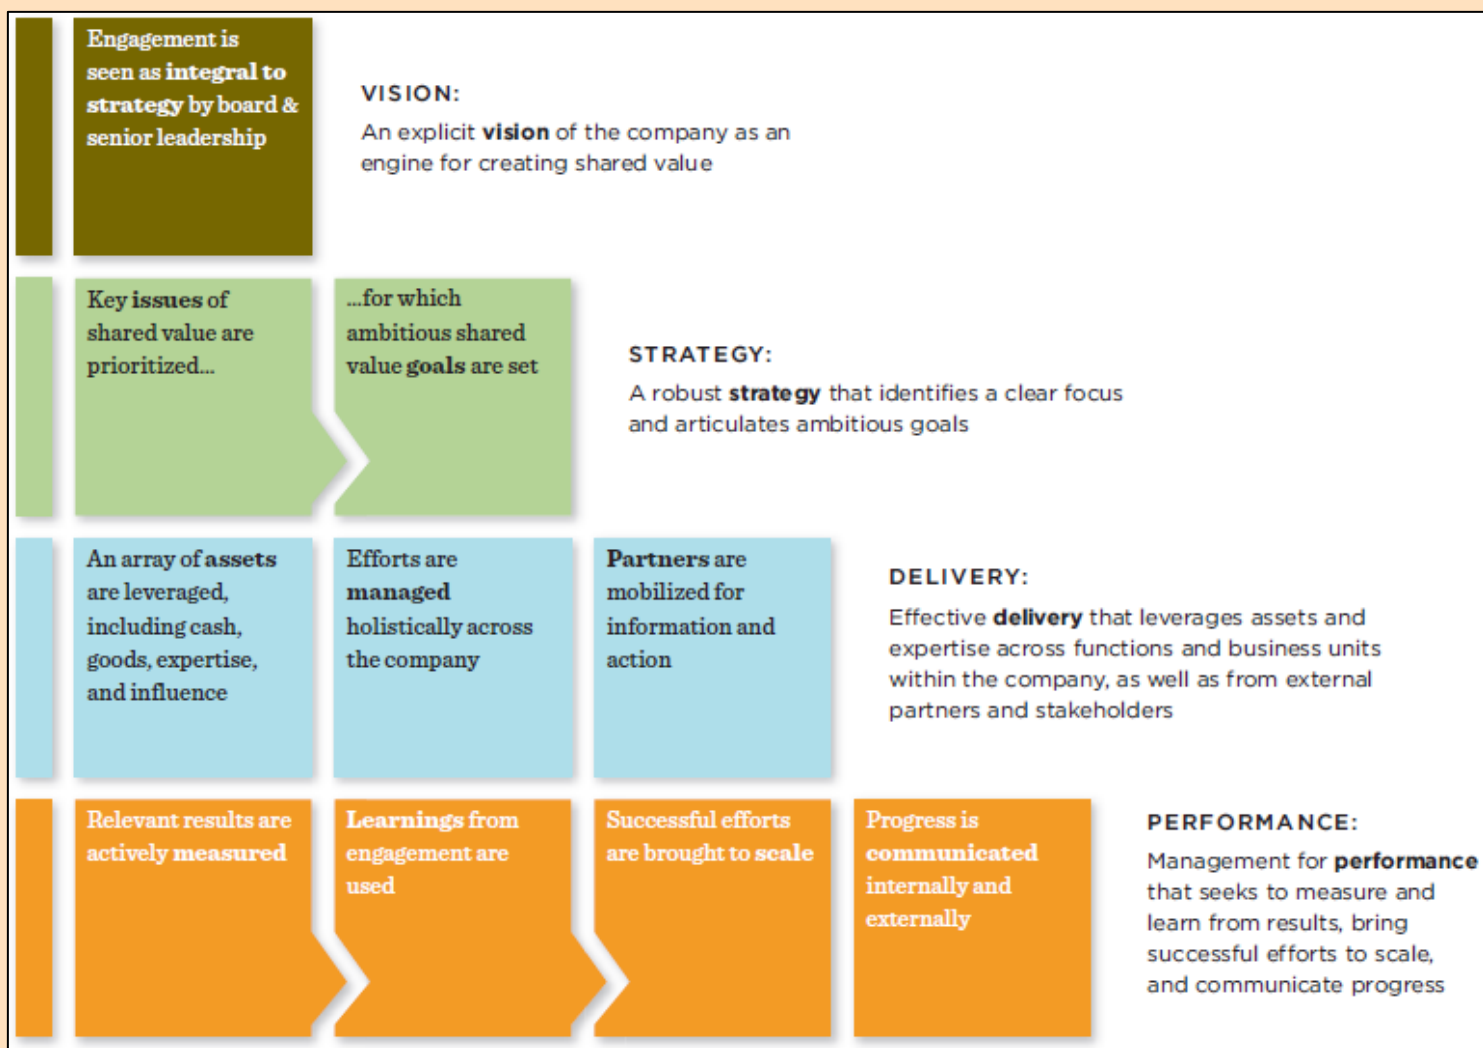 Engagement is
seen as integral to
strategy by board &
senior leadership
VISION:
An explicit vision of the company as an
engine for creating shared value
Key issues of
shared value are
prioritized...
...for which
ambitious shared
value goals are set
STRATEGY:
A robust strategy that identifies a clear focus
and articulates ambitious goals
An array of assets
are leveraged,
including cash,
goods, expertise,
and influence
Efforts are
managed
holistically across
the company
Partners are
mobilized for
information and
action
DELIVERY:
Effective delivery that leverages assets and
expertise across functions and business units
within the company, as well as from external
partners and stakeholders
Relevant results are
actively measured
Learnings from
engagement are
used
Successful efforts
are brought to scale
Progress is
communicated
internally and
externally
PERFORMANCE:
Management for performance
that seeks to measure and
learn from results, bring
successful efforts to scale,
and communicate progress